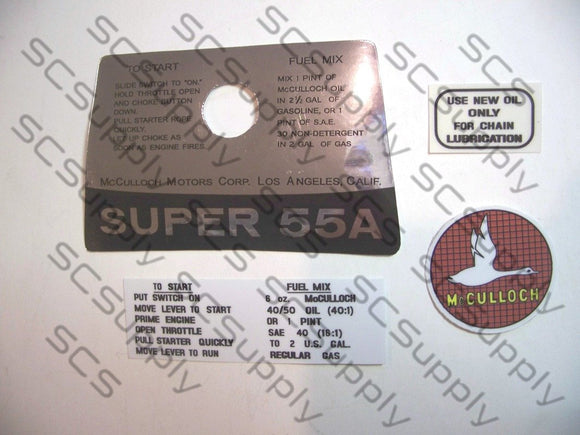 TO START
SLIDE SWITCH TO "ON."
HOLD THROTTLE OPEN
AND CHOKE BUTTON
DOWN.
PULL STARTER ROPE
QUICKLY.
LET UP CHOKE AS
SOON AS ENGINE FIRES.
FUEL MIX
MIX 1 PINT OF
McCULLOCH OIL
IN 2½ GAL OF
GASOLINE, OR 1
PINT OF S.A.E.
30 NON-DETERGENT
IN 2 GAL OF GAS
McCulloch Motors Corp. Los Angeles, Calif.
SUPER 55A
USE NEW OIL
ONLY
FOR CHAIN
LUBRICATION
McCULLOCH
TO START
PUT SWITCH ON
MOVE LEVER TO START
PRIME ENGINE
OPEN THROTTLE
PULL STARTER QUICKLY
MOVE LEVER TO RUN
FUEL MIX
6 oz. McCULLOCH
40/50 OIL (40:1)
OR 1 PINT
SAE 40 (16:1)
TO 2 U.S. GAL.
REGULAR GAS
SCSupply